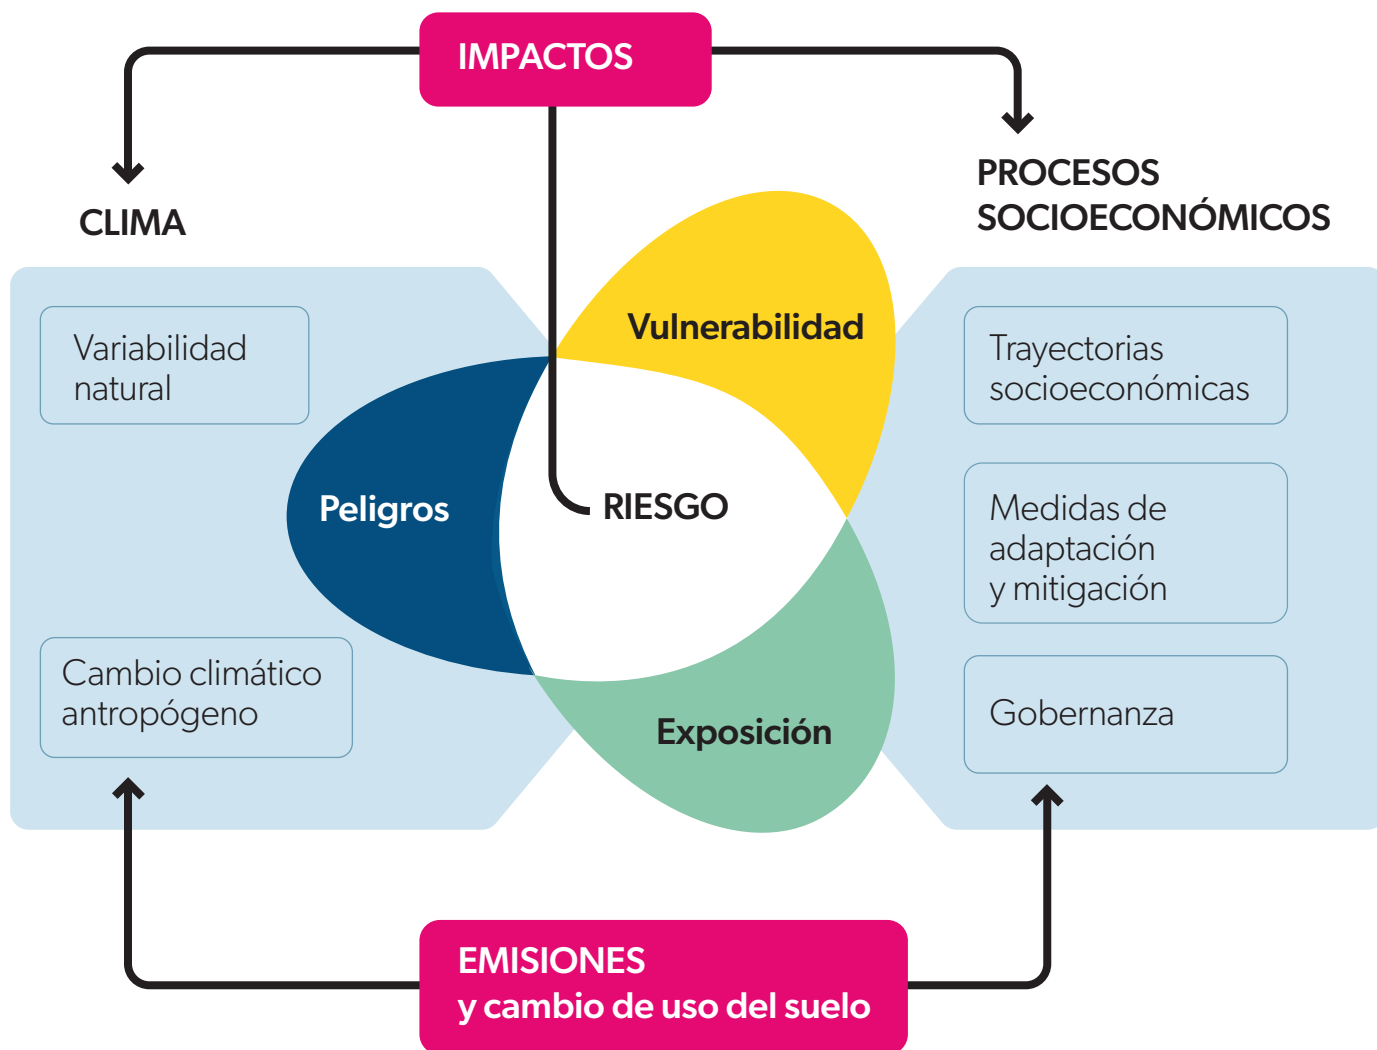 IMPACTOS
CLIMA
PROCESOS
SOCIOECONÓMICOS
Variabilidad
natural
Cambio climático
antropógeno
Vulnerabilidad
Peligros
RIESGO
Exposición
Trayectorias
socioeconómicas
Medidas de
adaptación
y mitigación
Gobernanza
EMISIONES
y cambio de uso del suelo